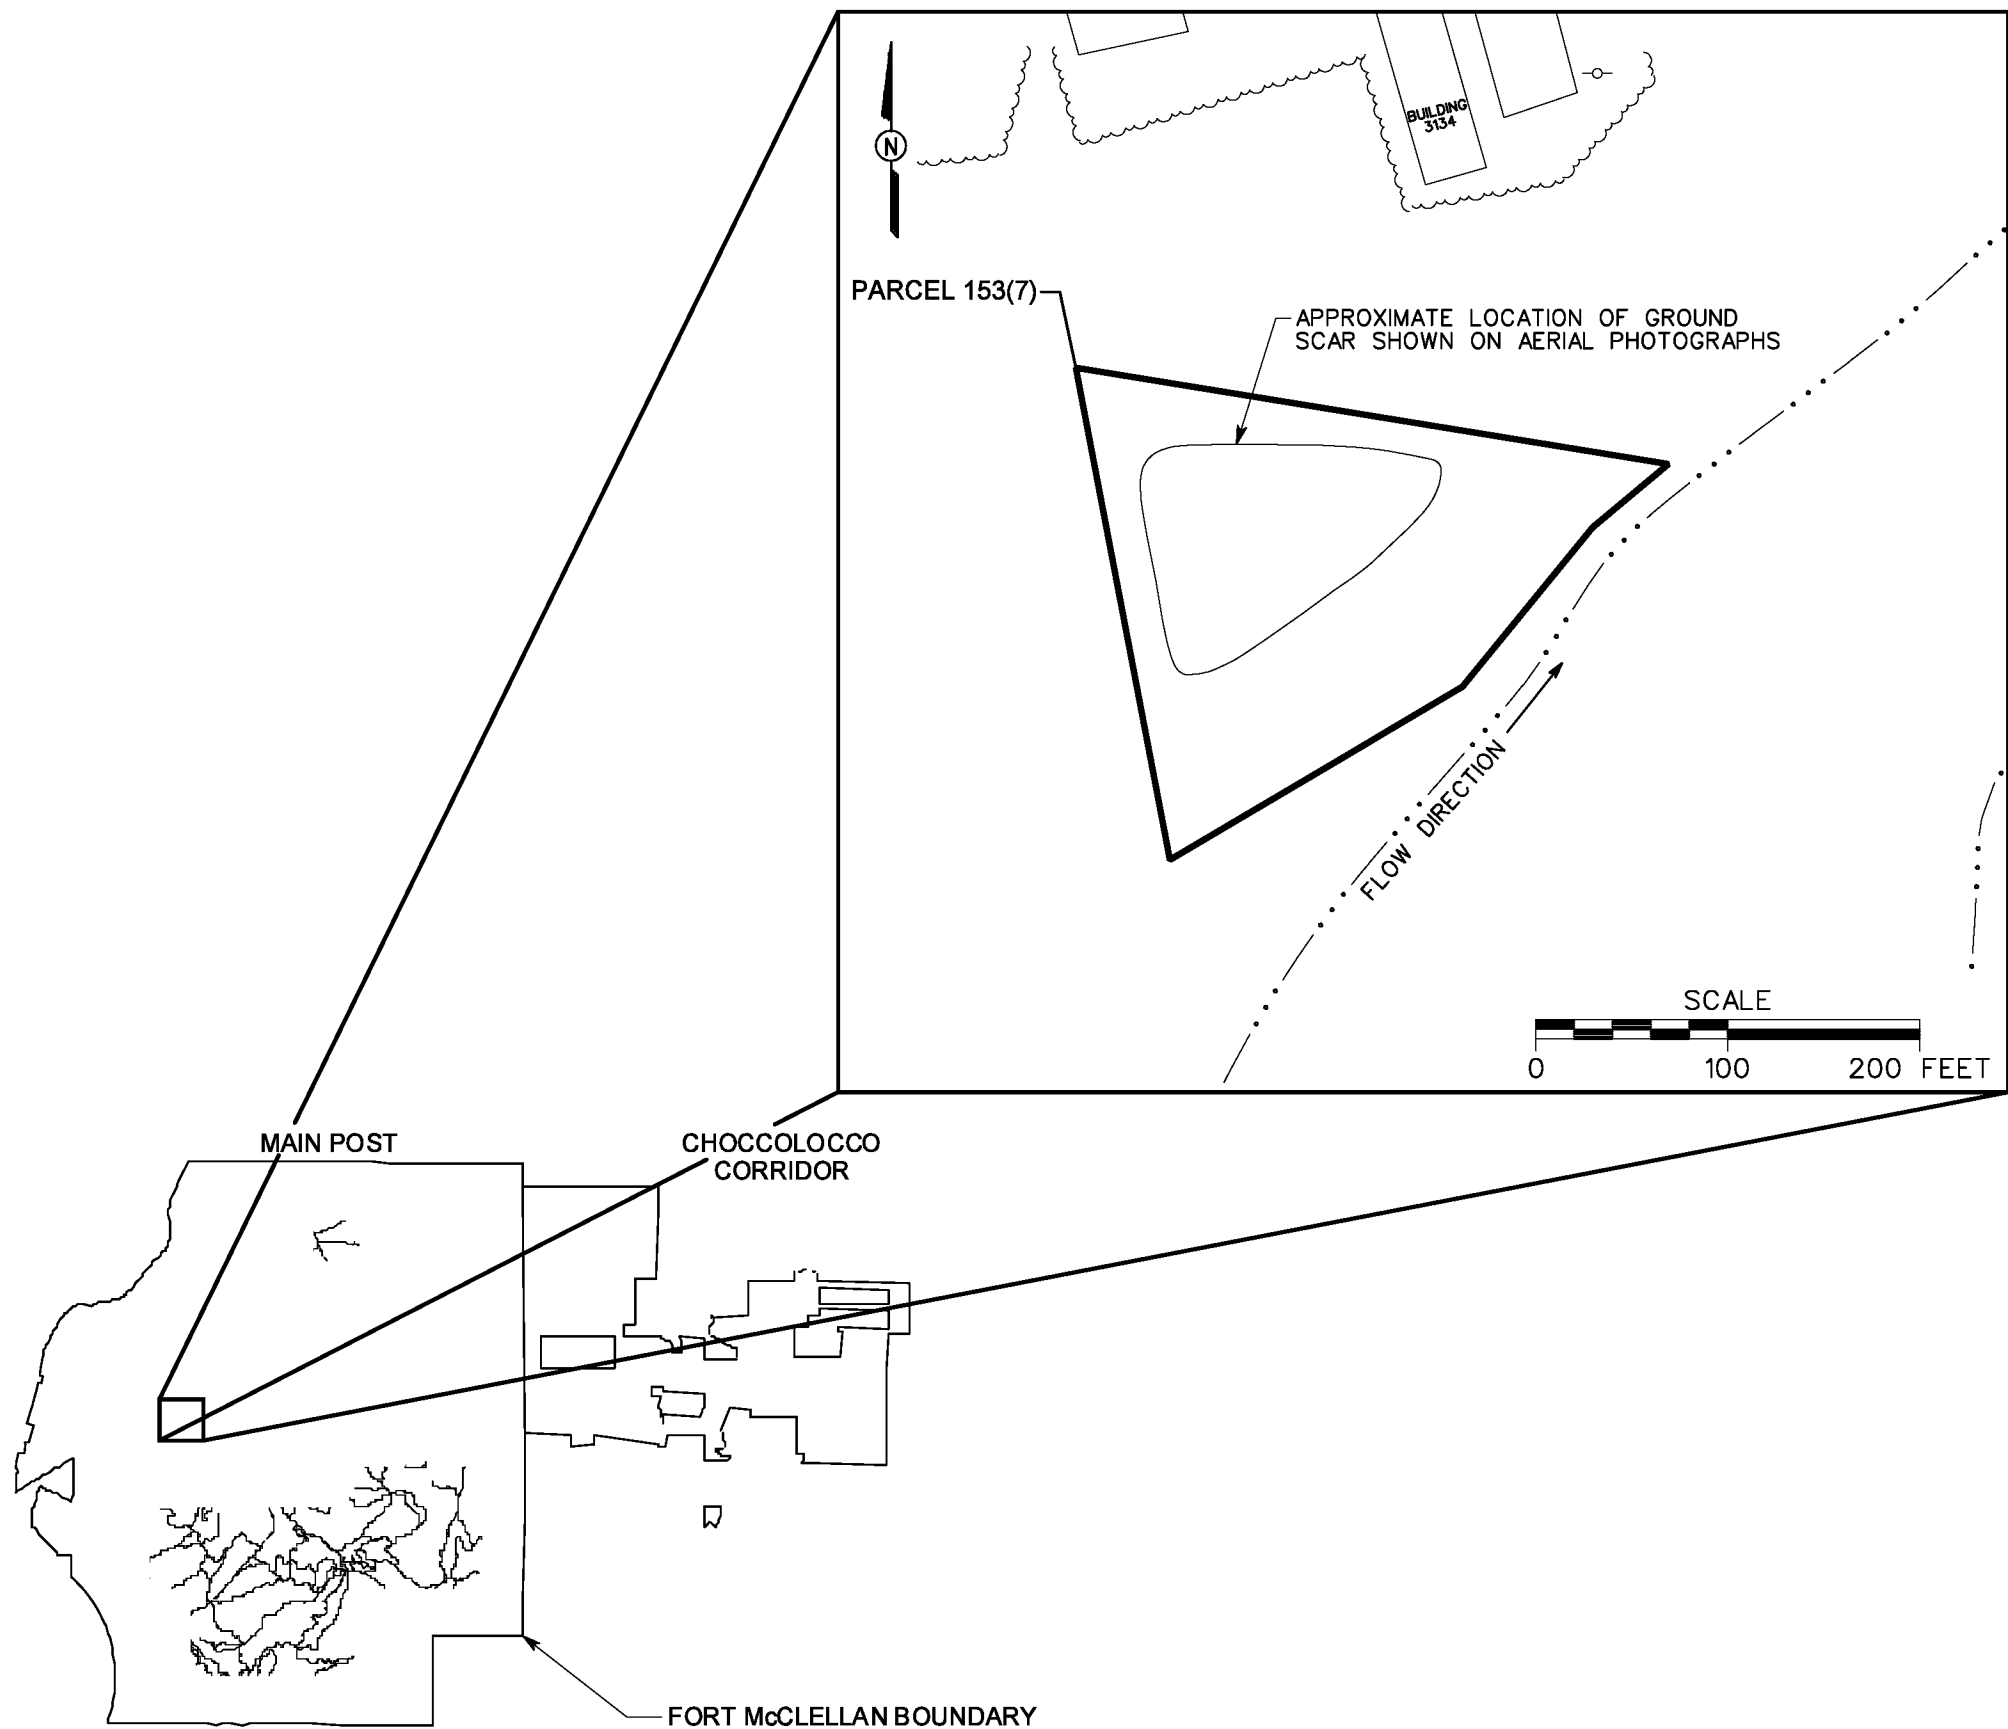 BUILDING
3134
N
PARCEL 153(7)
APPROXIMATE LOCATION OF GROUND
SCAR SHOWN ON AERIAL PHOTOGRAPHS
FLOW DIRECTION
SCALE
0 100 200 FEET
MAIN POST
CHOCCOLOCCO
CORRIDOR
FORT McCLELLAN BOUNDARY